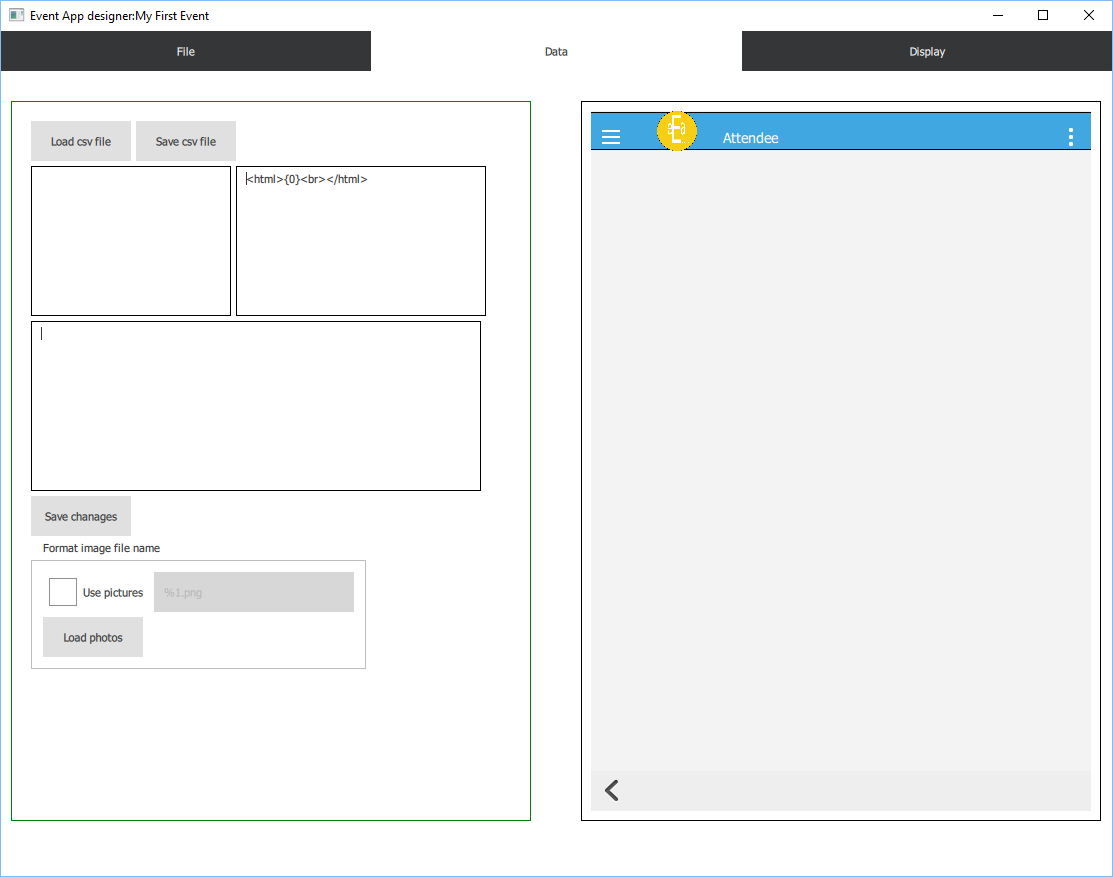 Event App designer:My First Event
File
Data
Display
Load csv file
Save csv file
<html>{0}<br></html>
Save chanages
Format image file name
Use pictures
%1.png
Load photos
Attendee